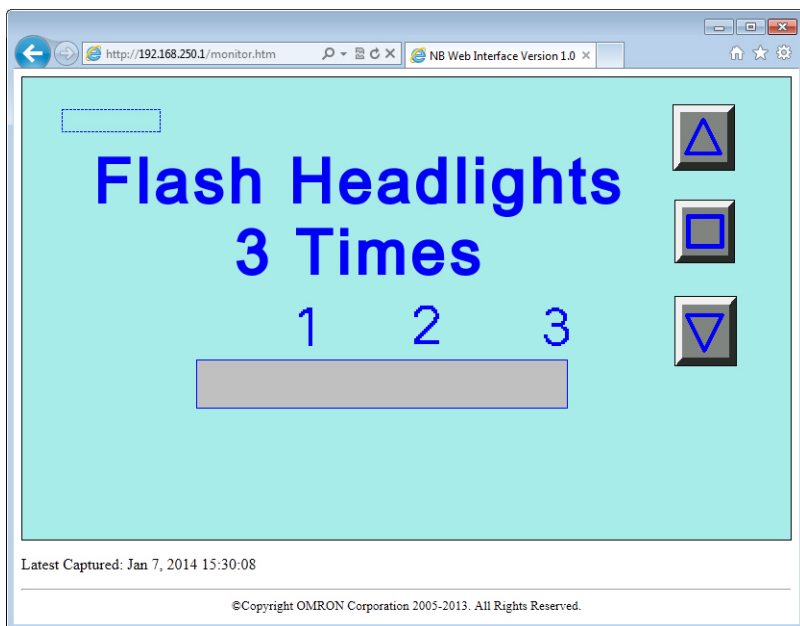 http://192.168.250.1/monitor.htm
NB Web Interface Version 1.0
Flash Headlights
3 Times
1 2 3
Latest Captured: Jan 7, 2014 15:30:08
©Copyright OMRON Corporation 2005-2013. All Rights Reserved.